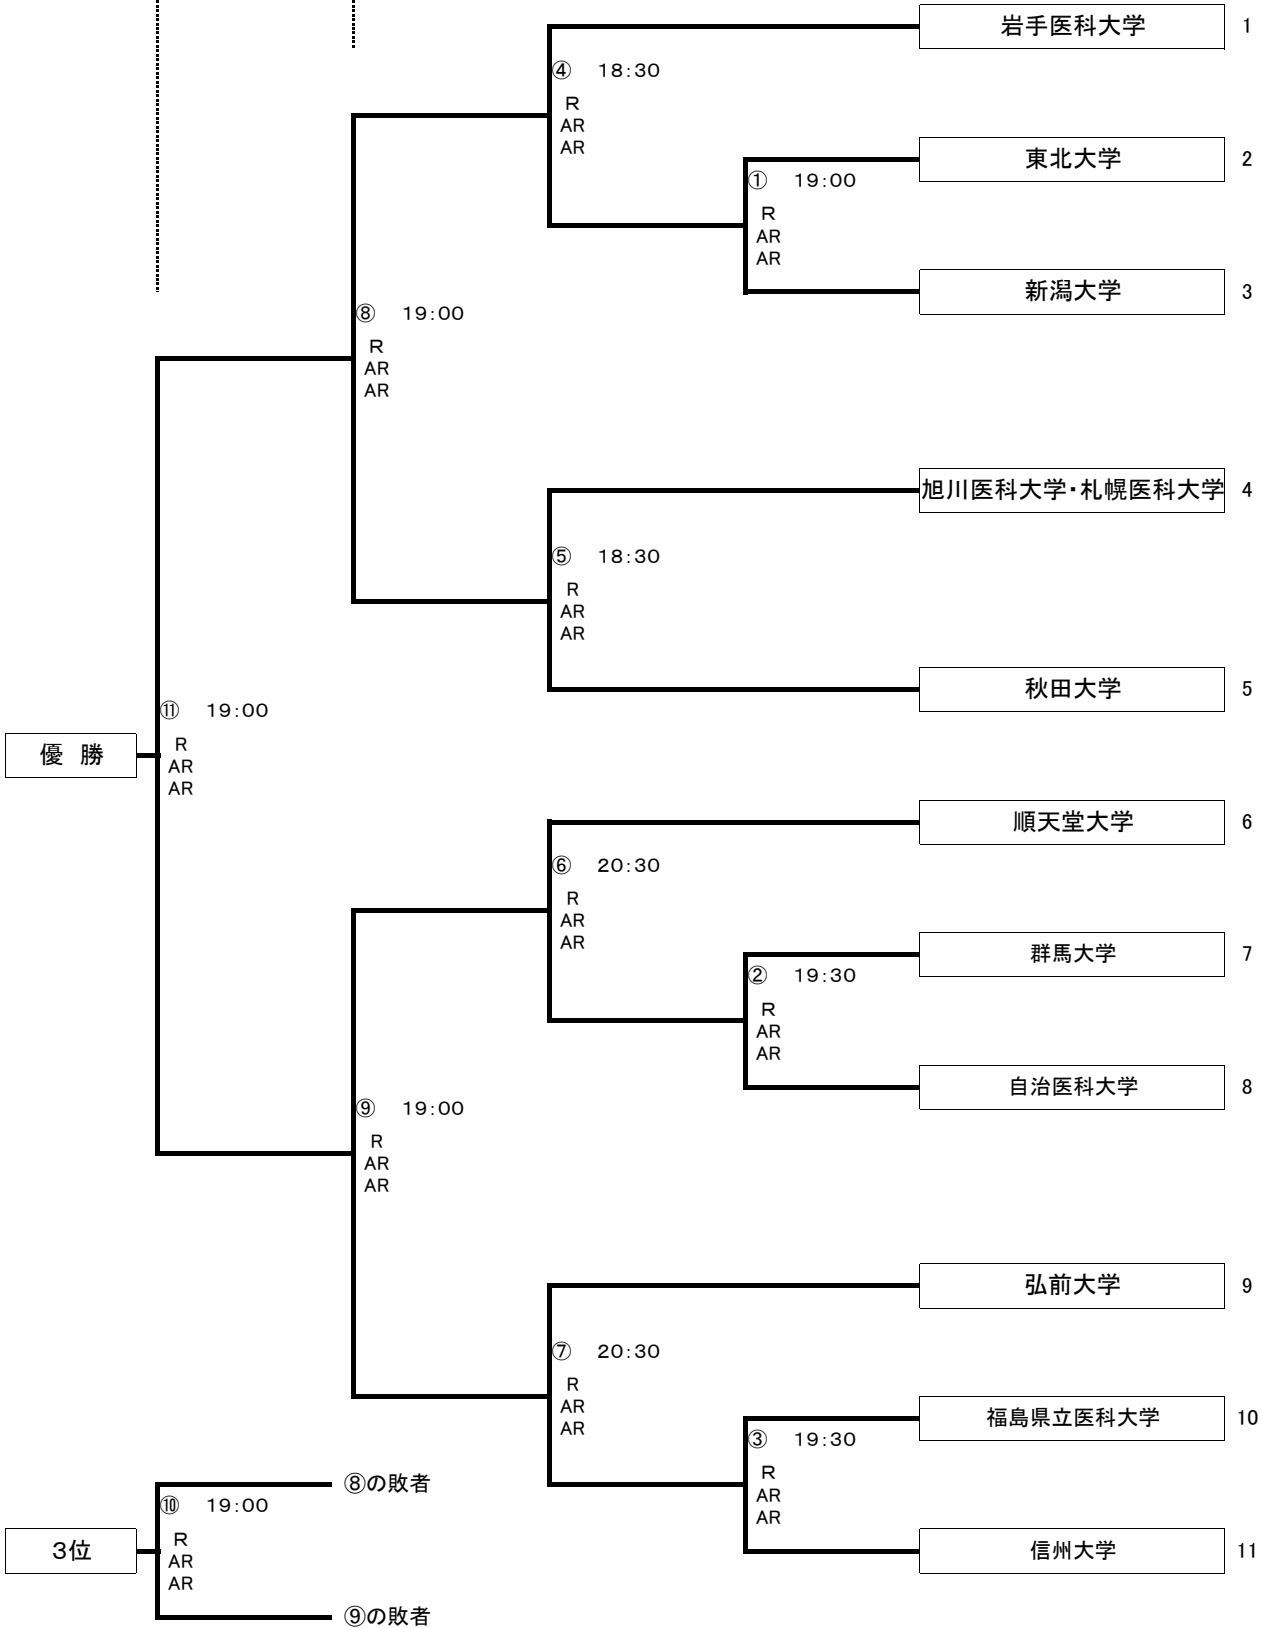 岩手医科大学 1
④ 18:30
R
AR
AR
東北大学 2
① 19:00
R
AR
AR
新潟大学 3
⑧ 19:00
R
AR
AR
旭川医科大学・札幌医科大学 4
⑤ 18:30
R
AR
AR
秋田大学 5
⑪ 19:00
R
AR
AR
優 勝
順天堂大学 6
⑥ 20:30
R
AR
AR
群馬大学 7
② 19:30
R
AR
AR
自治医科大学 8
⑨ 19:00
R
AR
AR
弘前大学 9
⑦ 20:30
R
AR
AR
福島県立医科大学 10
③ 19:30
R
AR
AR
信州大学 11
⑧の敗者
⑩ 19:00
R
AR
AR
3位
⑨の敗者